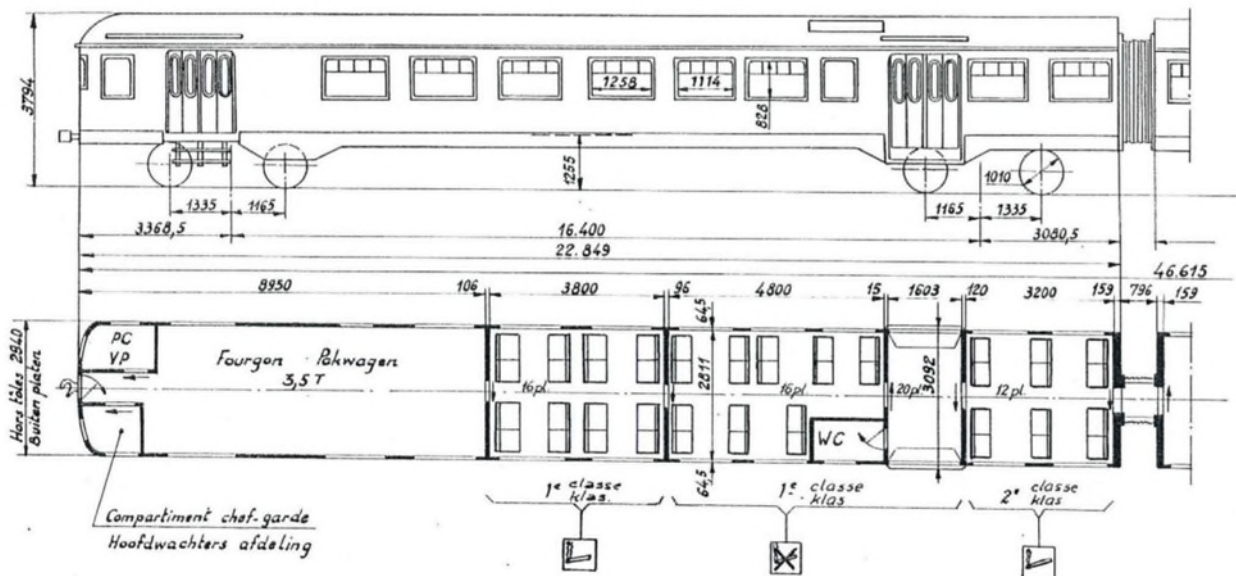 3794
1258
1114
828
1255
1010
1335
1165
1165
1335
3368,5
16.400
3080,5
22.849
46.615
8950
106
3800
96
4800
15
1603
120
3200
159
796
159
Hors tôles 2940
Buiten platen
PC
VP
Fourgon Pakwagen
3,5 T
16 pl.
64,5
2811
64,5
16 pl.
WC
20 pl
3092
12 pl.
Compartiment chef-garde
Hoofdwachters afdeling
1e classe
klas.
1e classe
klas
2e classe
klas